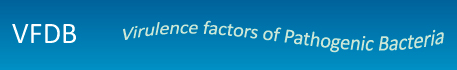 VFDB
Virulence factors of Pathogenic Bacteria